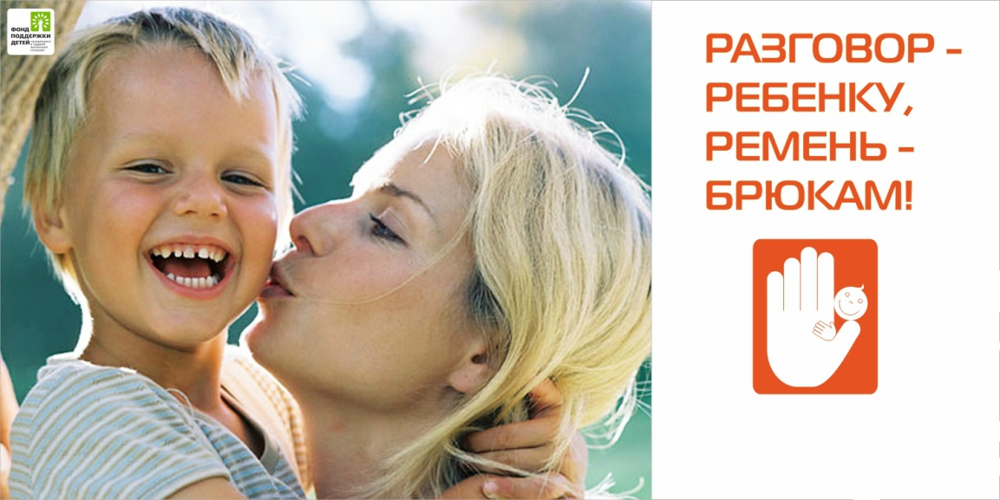 ФОНД
ПОДДЕРЖКИ
ДЕТЕЙ
РАЗГОВОР -
РЕБЕНКУ,
РЕМЕНЬ -
БРЮКАМ!